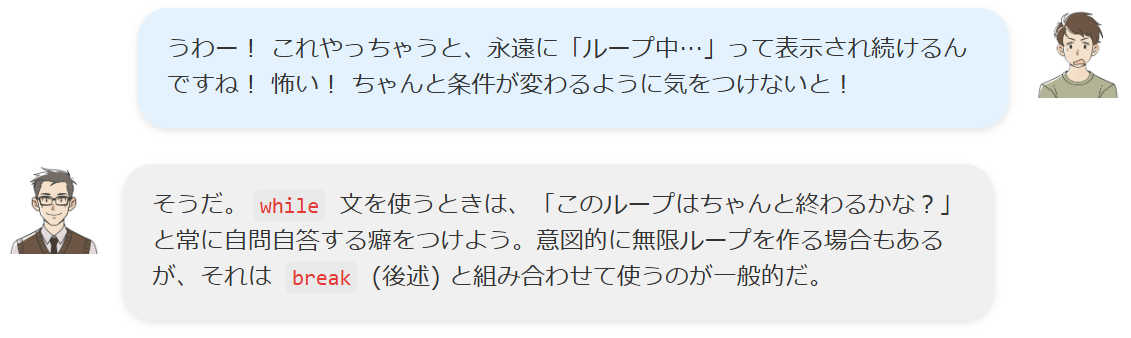 うわー！ これやっちゃうと、永遠に「ループ中…」って表示され続けるん
ですね！ 怖い！ ちゃんと条件が変わるように気をつけないと！
そうだ。 while 文を使うときは、「このループはちゃんと終わるかな？」
と常に自問自答する癖をつけよう。意図的に無限ループを作る場合もある
が、それは break (後述) と組み合わせて使うのが一般的だ。